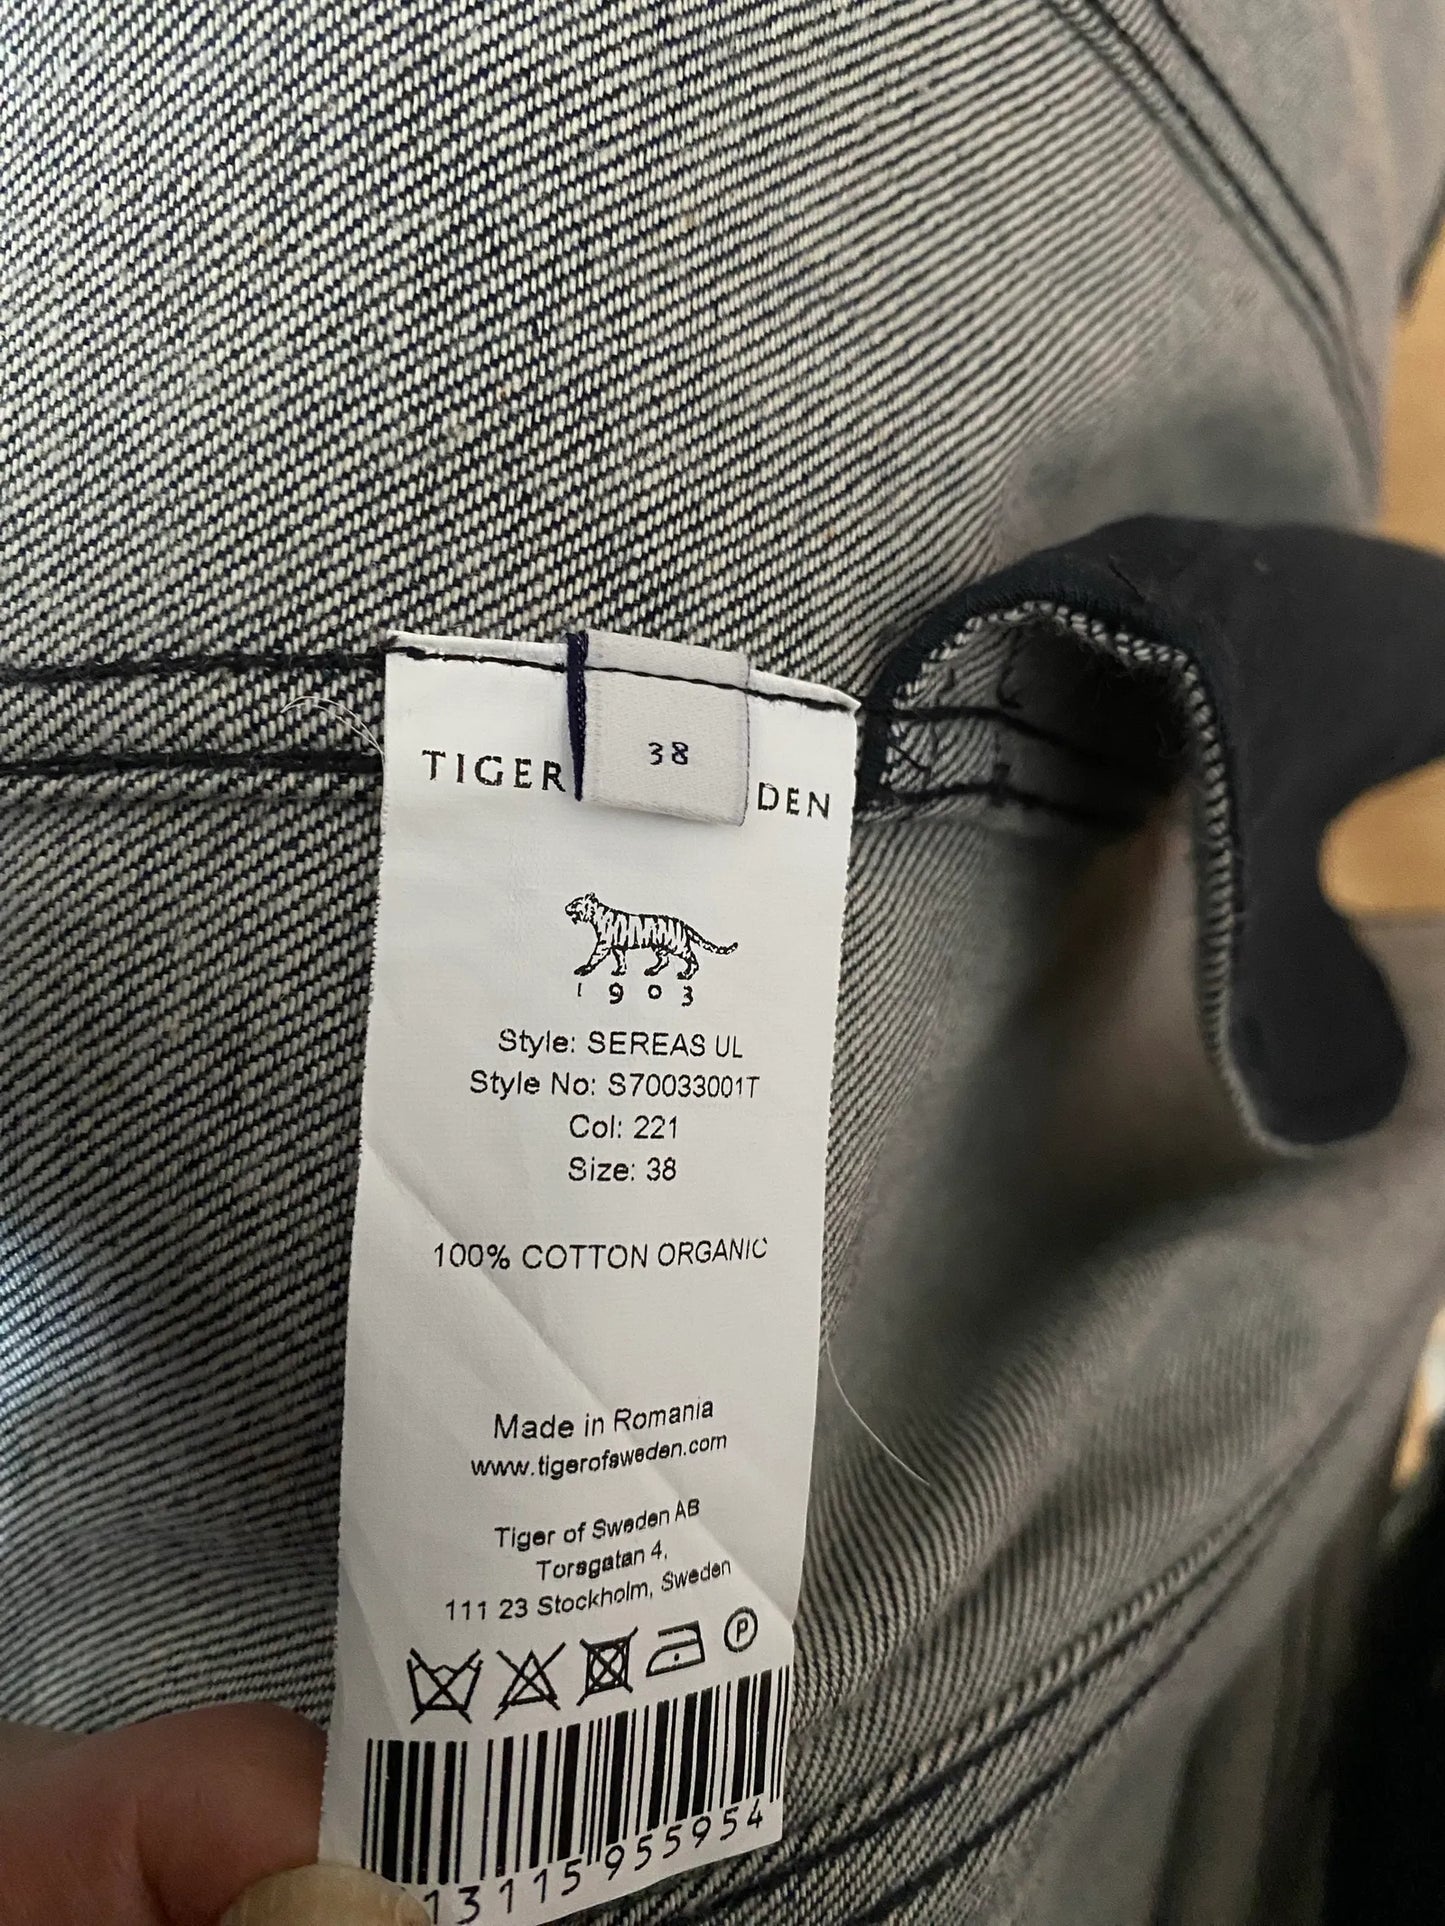 38
TIGER DEN
1903
Style: SEREAS UL
Style No: S70033001T
Col: 221
Size: 38
100% COTTON ORGANIC
Made in Romania
www.tigerofsweden.com
Tiger of Sweden AB
Torsgatan 4,
111 23 Stockholm, Sweden
P
13115955954